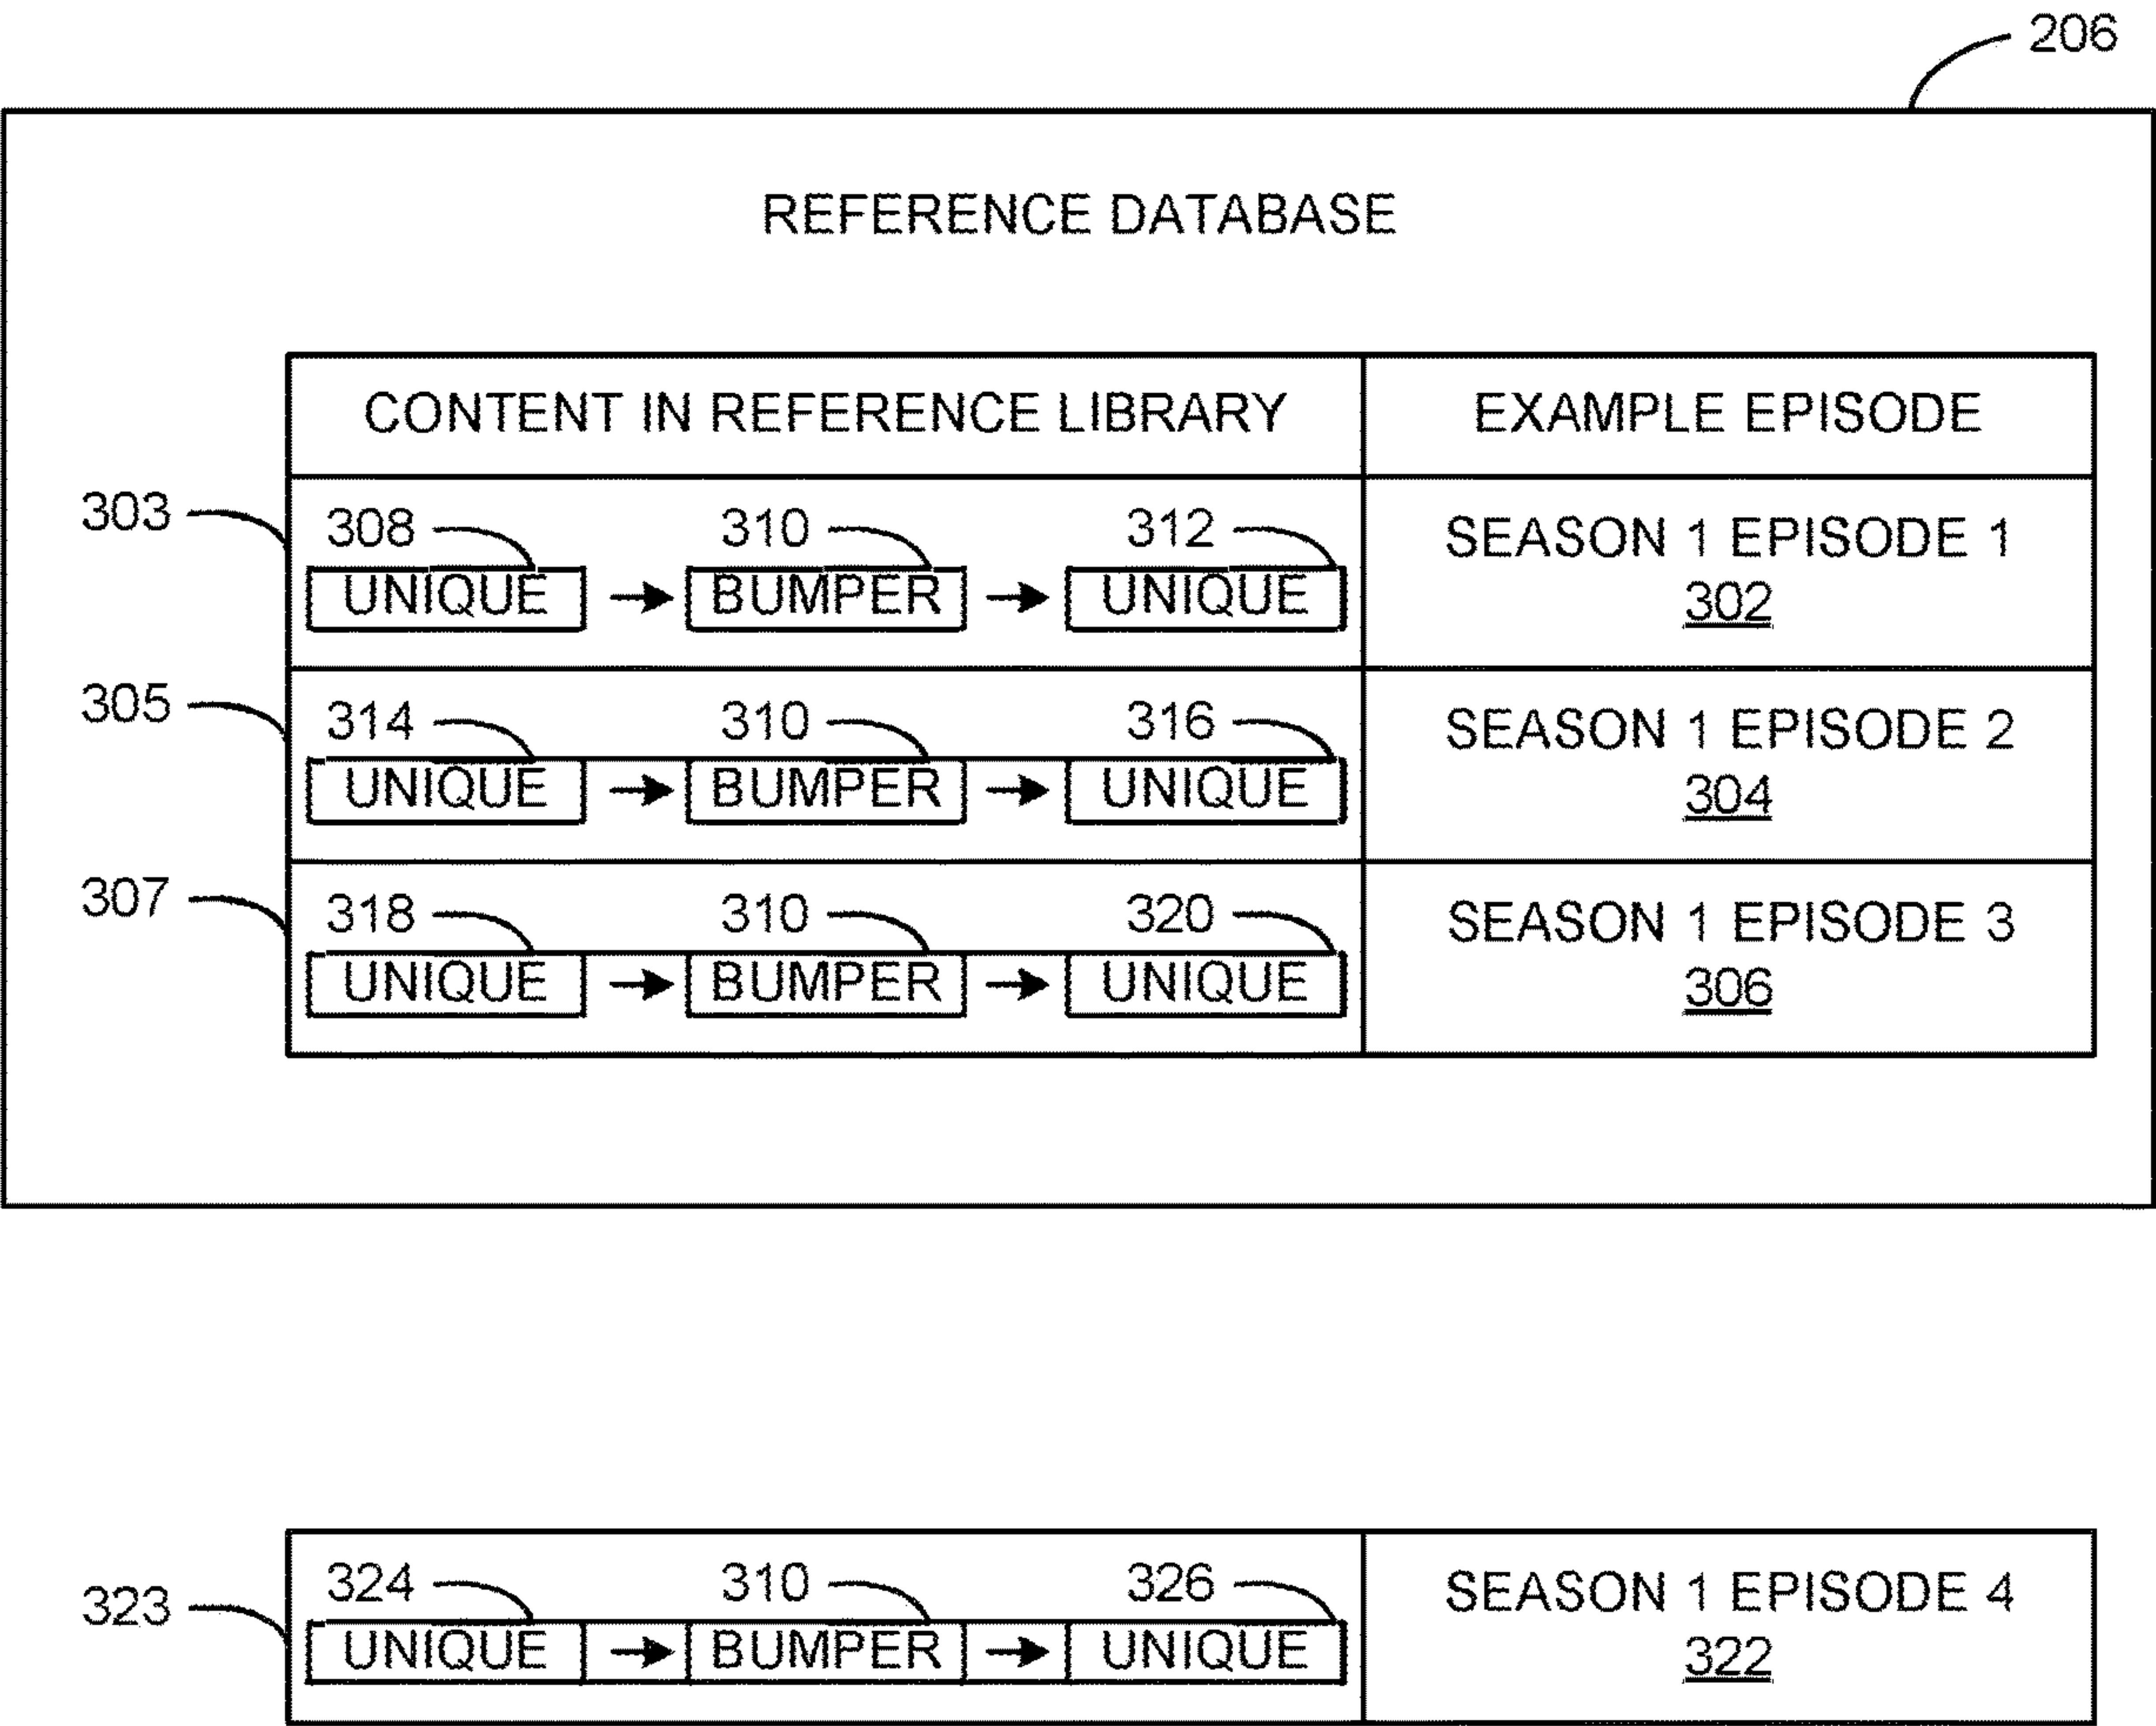 206
REFERENCE DATABASE
CONTENT IN REFERENCE LIBRARY EXAMPLE EPISODE
303 308 310 312 SEASON 1 EPISODE 1
UNIQUE BUMPER UNIQUE 302
305 314 310 316 SEASON 1 EPISODE 2
UNIQUE BUMPER UNIQUE 304
307 318 310 320 SEASON 1 EPISODE 3
UNIQUE BUMPER UNIQUE 306
323 324 310 326 SEASON 1 EPISODE 4
UNIQUE BUMPER UNIQUE 322